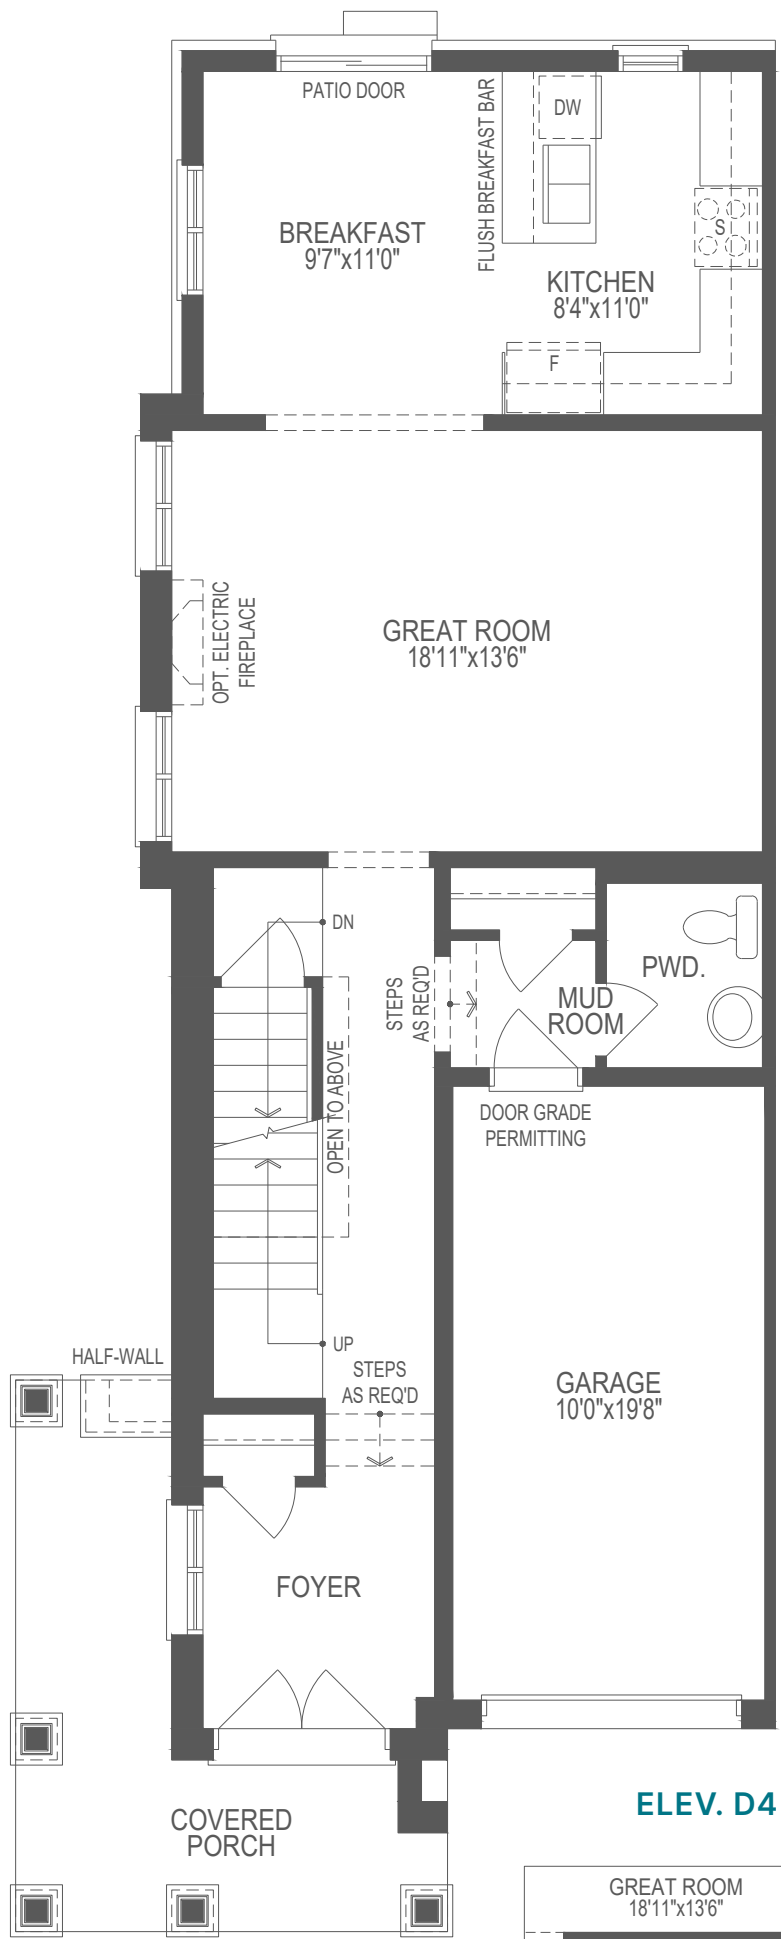 PATIO DOOR
FLUSH BREAKFAST BAR
DW
BREAKFAST
9'7"x11'0"
S
KITCHEN
8'4"x11'0"
F
OPT. ELECTRIC
FIREPLACE
GREAT ROOM
18'11"x13'6"
DN
STEPS
AS REQ'D
PWD.
MUD
ROOM
OPEN TO ABOVE
DOOR GRADE
PERMITTING
UP
HALF-WALL
STEPS
AS REQ'D
GARAGE
10'0"x19'8"
FOYER
COVERED
PORCH
ELEV. D4
GREAT ROOM
18'11"x13'6"